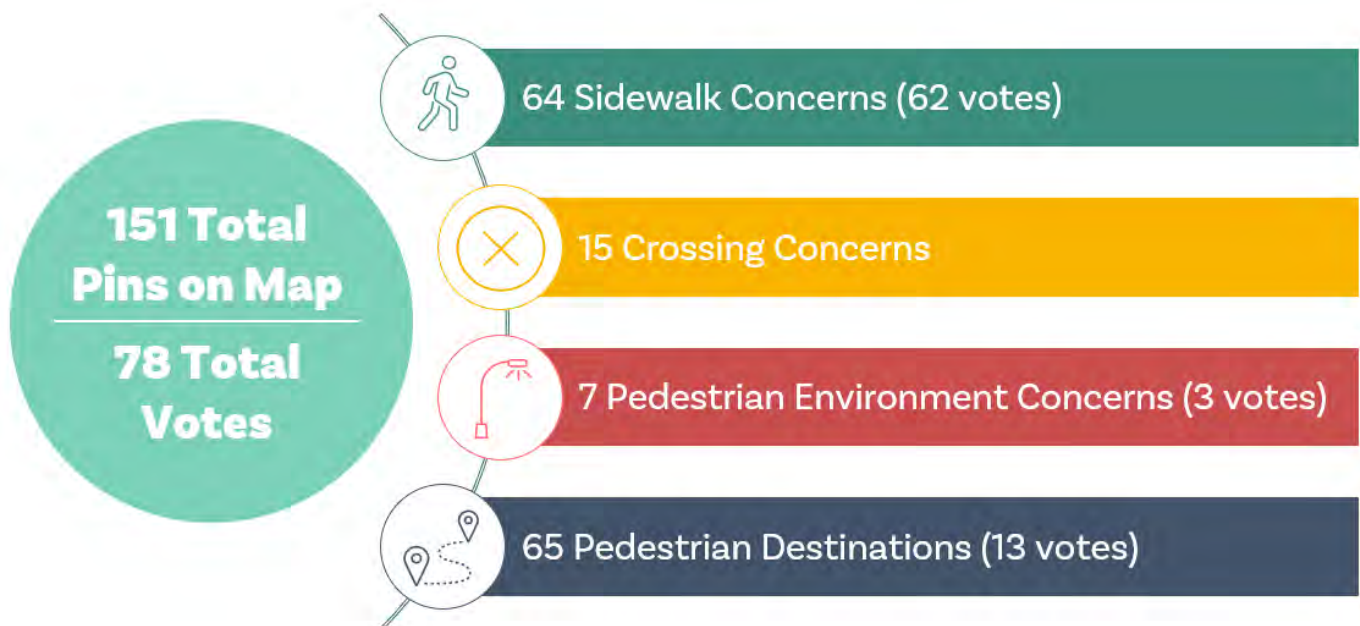 151 Total
Pins on Map
78 Total
Votes
64 Sidewalk Concerns (62 votes)
15 Crossing Concerns
7 Pedestrian Environment Concerns (3 votes)
65 Pedestrian Destinations (13 votes)